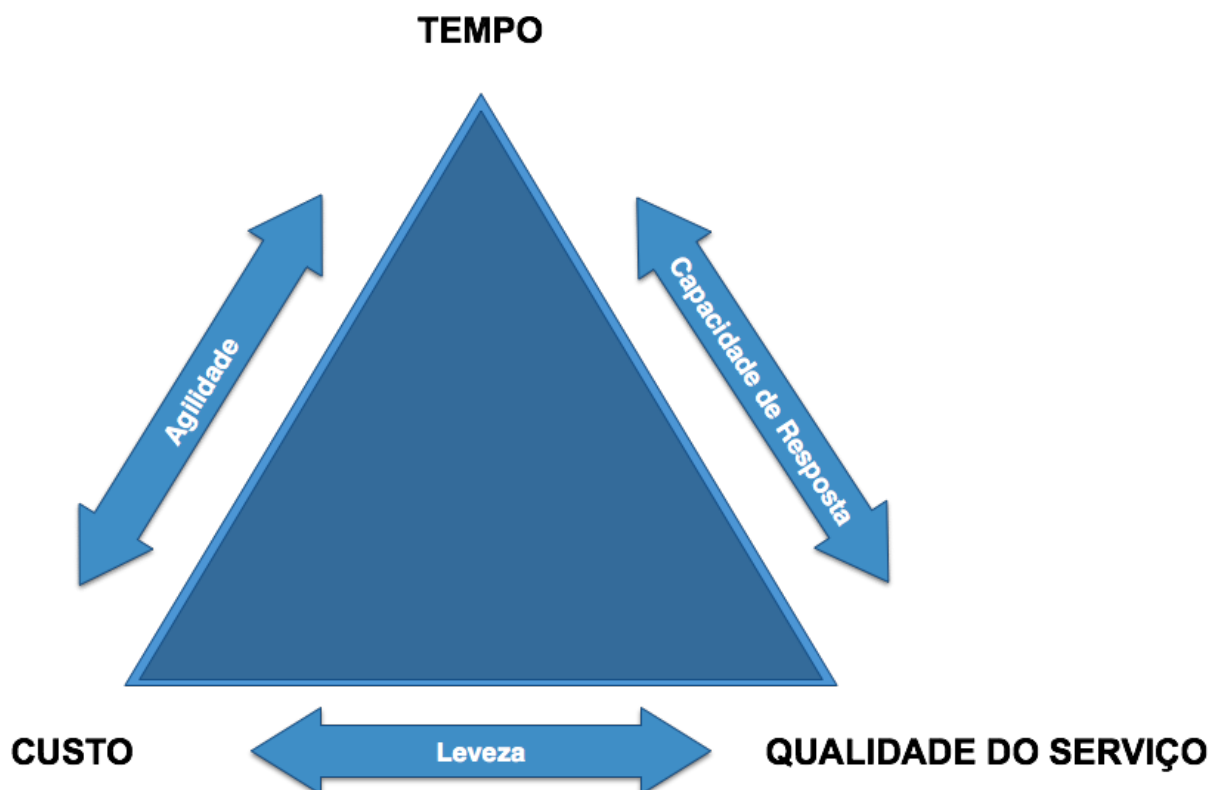 TEMPO
Agilidade
Capacidade de Resposta
CUSTO
Leveza
QUALIDADE DO SERVIÇO